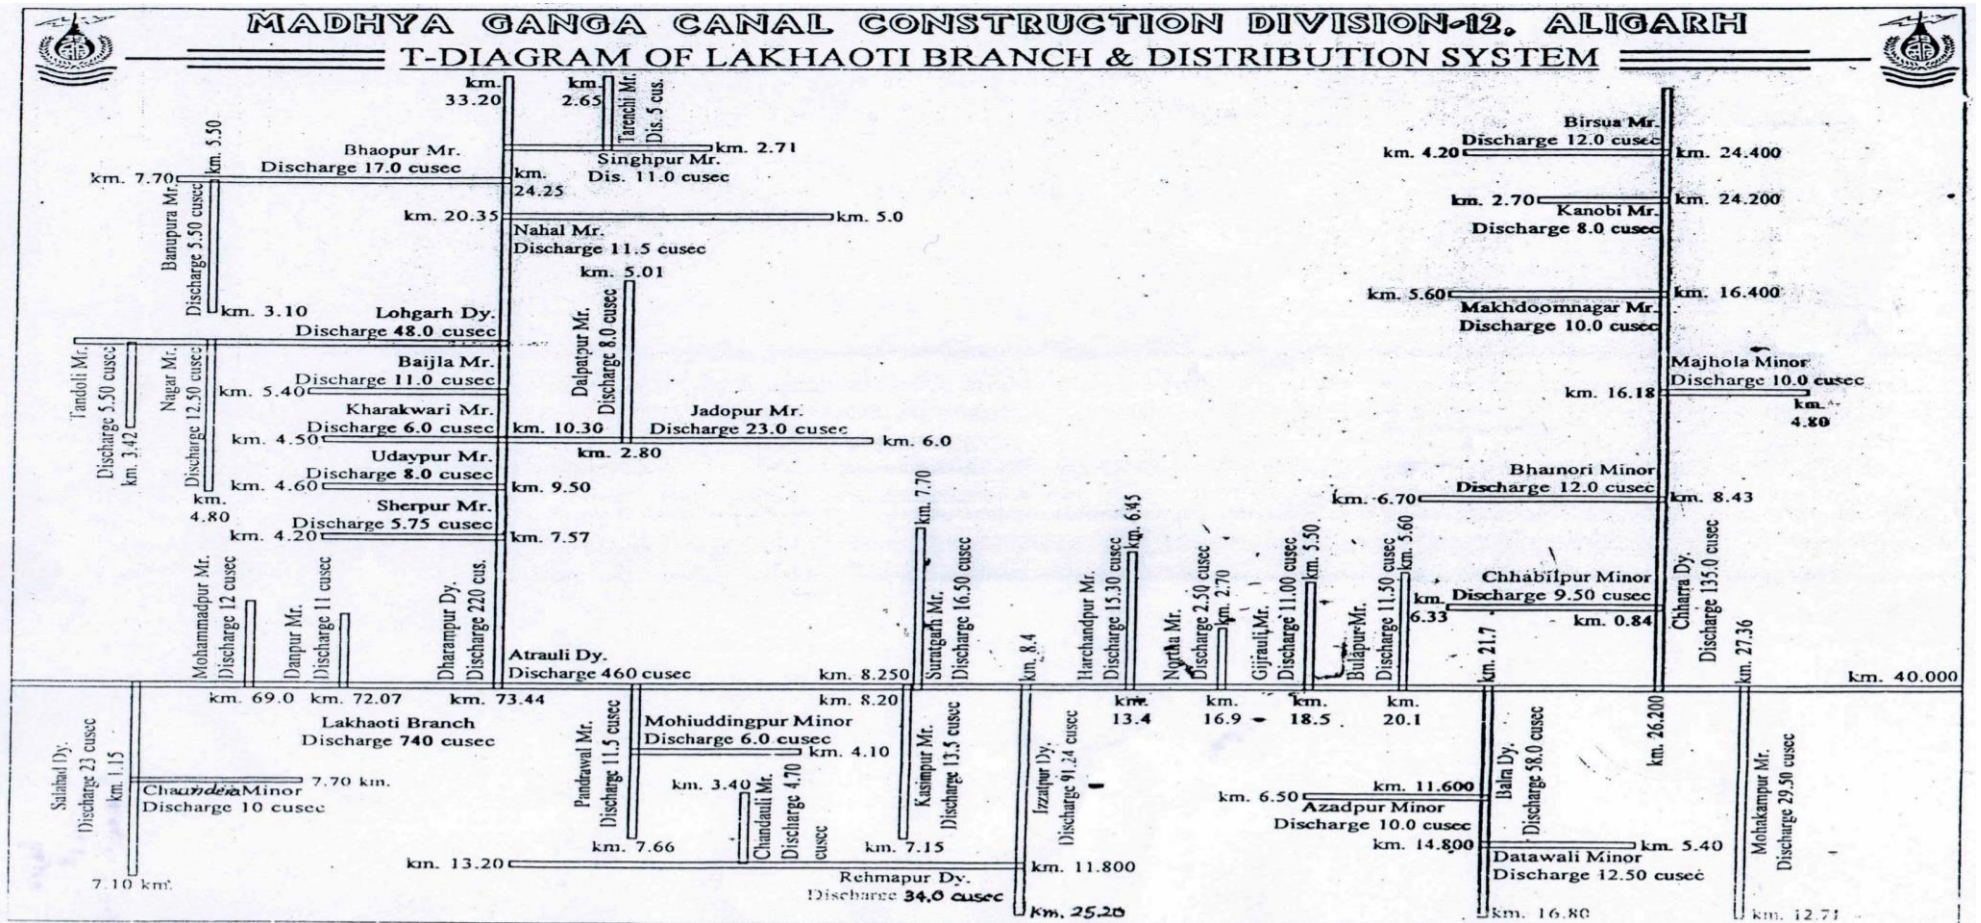 MADHYA GANGA CANAL CONSTRUCTION DIVISION-12, ALIGARH
T-DIAGRAM OF LAKHAOTI BRANCH & DISTRIBUTION SYSTEM
km.
33.20
km.
2.65
Tarenchi Mr.
Dis. 5 cus.
km. 2.71
Singhpur Mr.
Dis. 11.0 cusec
Bhaopur Mr.
Discharge 17.0 cusec
km. 7.70
km.
24.25
km. 5.50
Banupura Mr.
Discharge 5.50 cusec
km. 3.10
km. 20.35
km. 5.0
Nahal Mr.
Discharge 11.5 cusec
km. 5.01
Dalpatpur Mr.
Discharge 8.0 cusec
Lohgarh Dy.
Discharge 48.0 cusec
Tandoli Mr.
Discharge 5.50 cusec
km. 3.42
Nagar Mr.
Discharge 12.50 cusec
km.
4.80
Baijla Mr.
Discharge 11.0 cusec
km. 5.40
Kharakwari Mr.
Discharge 6.0 cusec
km. 4.50
km. 10.30
Jadopur Mr.
Discharge 23.0 cusec
km. 6.0
km. 2.80
Udaypur Mr.
Discharge 8.0 cusec
km. 4.60
km. 9.50
Sherpur Mr.
Discharge 5.75 cusec
km. 4.20
km. 7.57
Mohammadpur Mr.
Discharge 12 cusec
Danpur Mr.
Discharge 11 cusec
Dharampur Dy.
Discharge 220 cus.
Atrauli Dy.
Discharge 460 cusec
km. 69.0
km. 72.07
km. 73.44
Lakhaoti Branch
Discharge 740 cusec
km. 8.250
km. 8.20
km. 7.70
Suratgarh Mr.
Discharge 16.50 cusec
km. 8.4
Harchandpur Mr.
Discharge 15.30 cusec
km. 6.45
Northa Mr.
Discharge 2.50 cusec
km. 2.70
Gijrauli Mr.
Discharge 11.00 cusec
km. 5.50
Bulapur Mr.
Discharge 11.50 cusec
km. 5.60
km.
13.4
km.
16.9
km.
18.5
km.
20.1
Birsua Mr.
Discharge 12.0 cusec
km. 4.20
km. 24.400
km. 2.70
km. 24.200
Kanobi Mr.
Discharge 8.0 cusec
km. 5.60
km. 16.400
Makhdoomnagar Mr.
Discharge 10.0 cusec
Majhola Minor
Discharge 10.0 cusec
km. 16.18
km.
4.80
Bhamori Minor
Discharge 12.0 cusec
km. 6.70
km. 8.43
Chhabilpur Minor
Discharge 9.50 cusec
km.
6.33
km. 0.84
Chharra Dy.
Discharge 135.0 cusec
km. 21.7
km. 27.36
km. 40.000
km. 26.200
Salabad Dy.
Discharge 23 cusec
km. 1.15
7.70 km.
Chaundera Minor
Discharge 10 cusec
7.10 km.
Pandrawal Mr.
Discharge 11.5 cusec
Mohiuddingpur Minor
Discharge 6.0 cusec
km. 4.10
km. 7.66
km. 3.40
Chandauli Mr.
Discharge 4.70
cusec
Kasimpur Mr.
Discharge 13.5 cusec
km. 7.15
Izzatpur Dy.
Discharge 91.24 cusec
km. 13.20
km. 11.800
Rehmapur Dy.
Discharge 34.0 cusec
km. 25.20
km. 11.600
km. 6.50
Azadpur Minor
Discharge 10.0 cusec
Balra Dy.
Discharge 58.0 cusec
km. 14.800
km. 5.40
Datawali Minor
Discharge 12.50 cusec
km. 16.80
Mohakampur Mr.
Discharge 29.50 cusec
km. 12.71